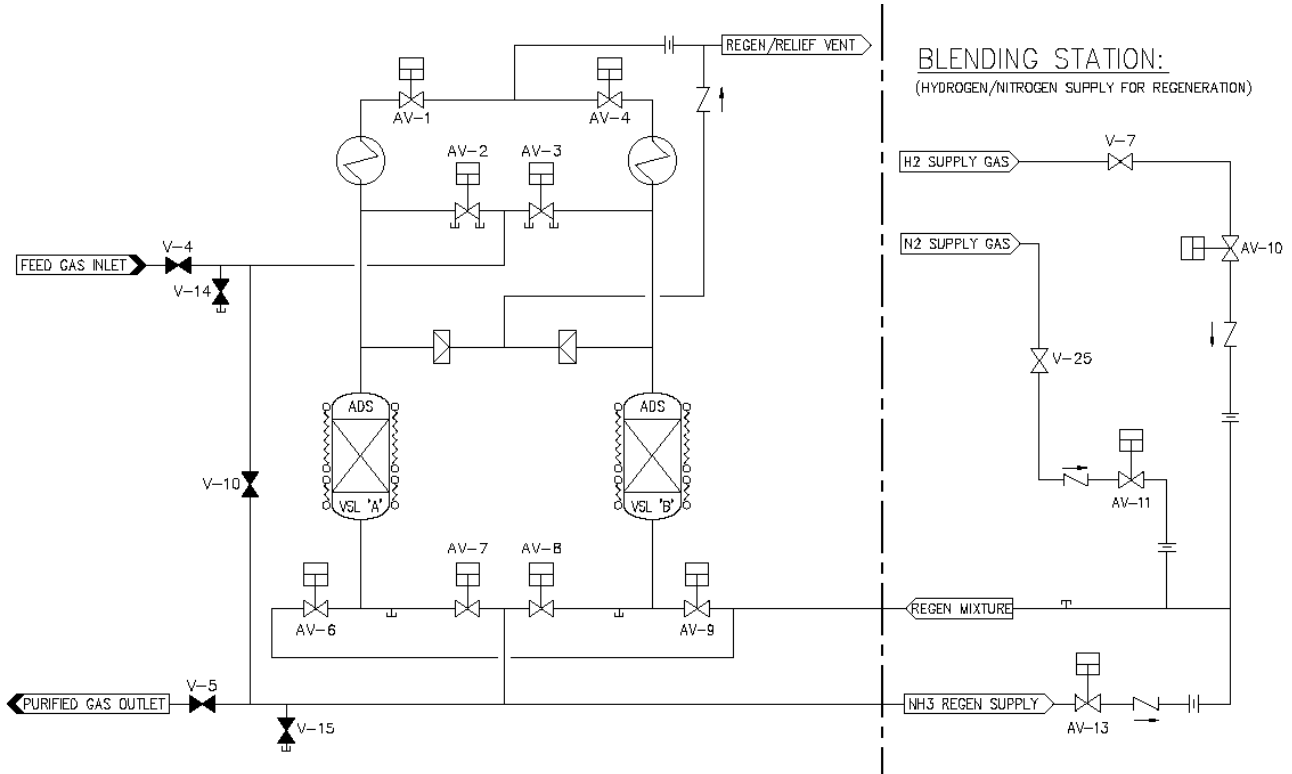 REGEN/RELIEF VENT
BLENDING STATION:
(HYDROGEN/NITROGEN SUPPLY FOR REGENERATION)
AV-1
AV-4
V-7
H2 SUPPLY GAS
AV-2
AV-3
N2 SUPPLY GAS
AV-10
V-4
FEED GAS INLET
V-14
V-25
ADS
ADS
V-10
VSL 'A'
VSL 'B'
AV-11
AV-7
AV-8
REGEN MIXTURE
AV-6
AV-9
V-5
PURIFIED GAS OUTLET
NH3 REGEN SUPPLY
V-15
AV-13